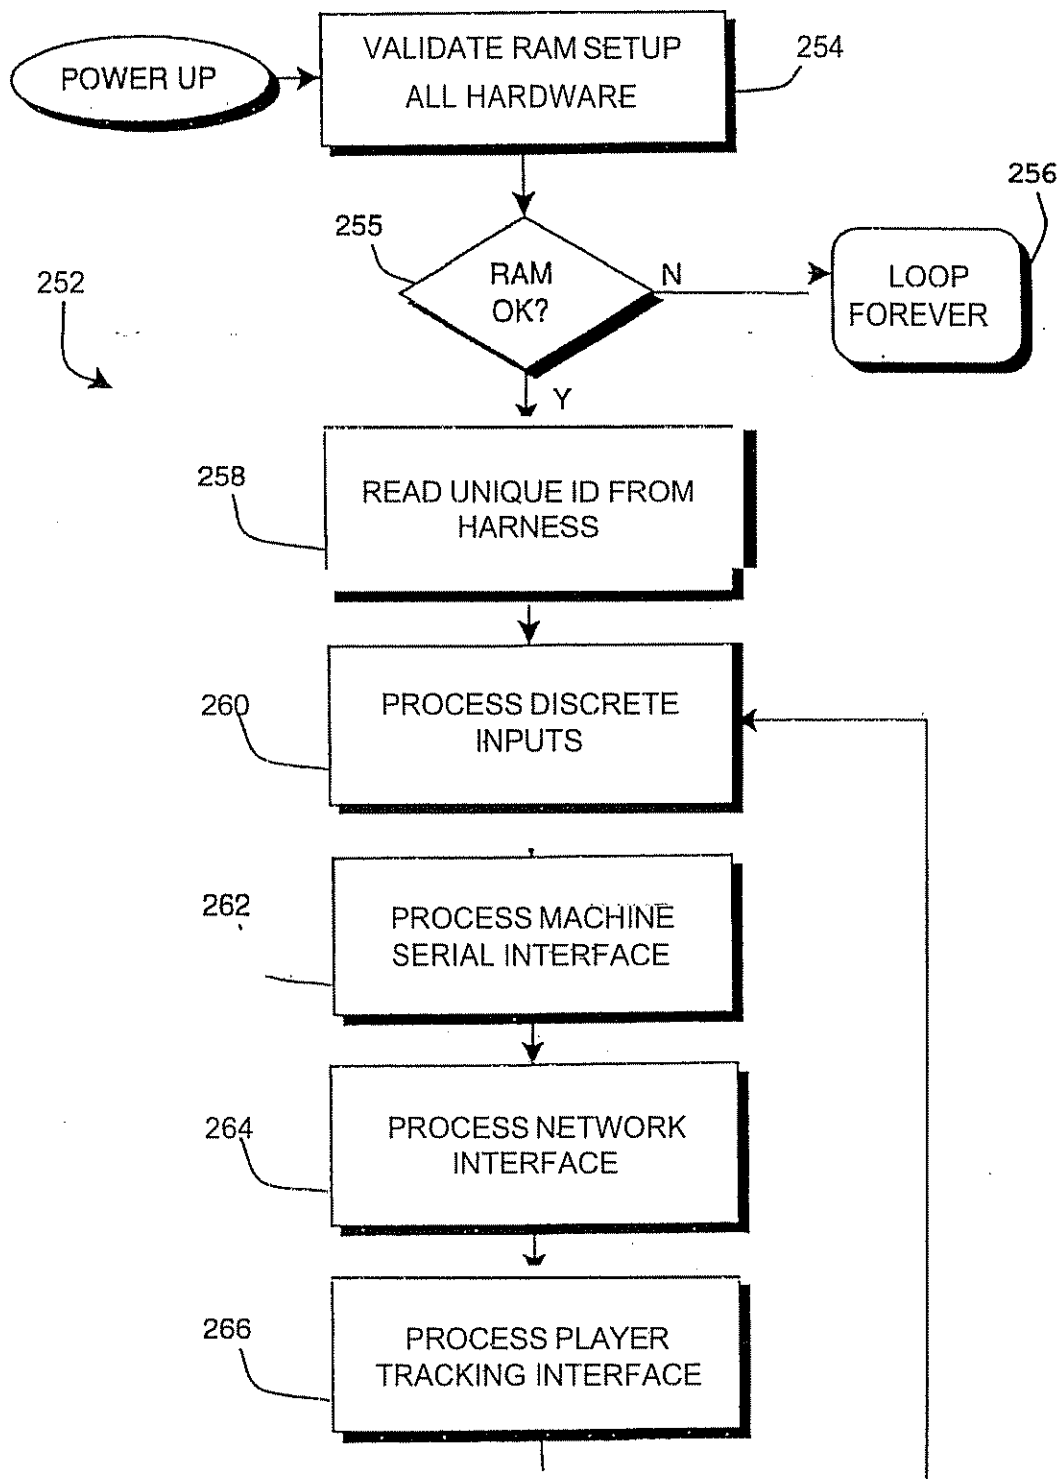 POWER UP
VALIDATE RAM SETUP
ALL HARDWARE
254
255
RAM
OK?
N
256
LOOP
FOREVER
252
Y
258
READ UNIQUE ID FROM
HARNESS
260
PROCESS DISCRETE
INPUTS
262
PROCESS MACHINE
SERIAL INTERFACE
264
PROCESS NETWORK
INTERFACE
266
PROCESS PLAYER
TRACKING INTERFACE